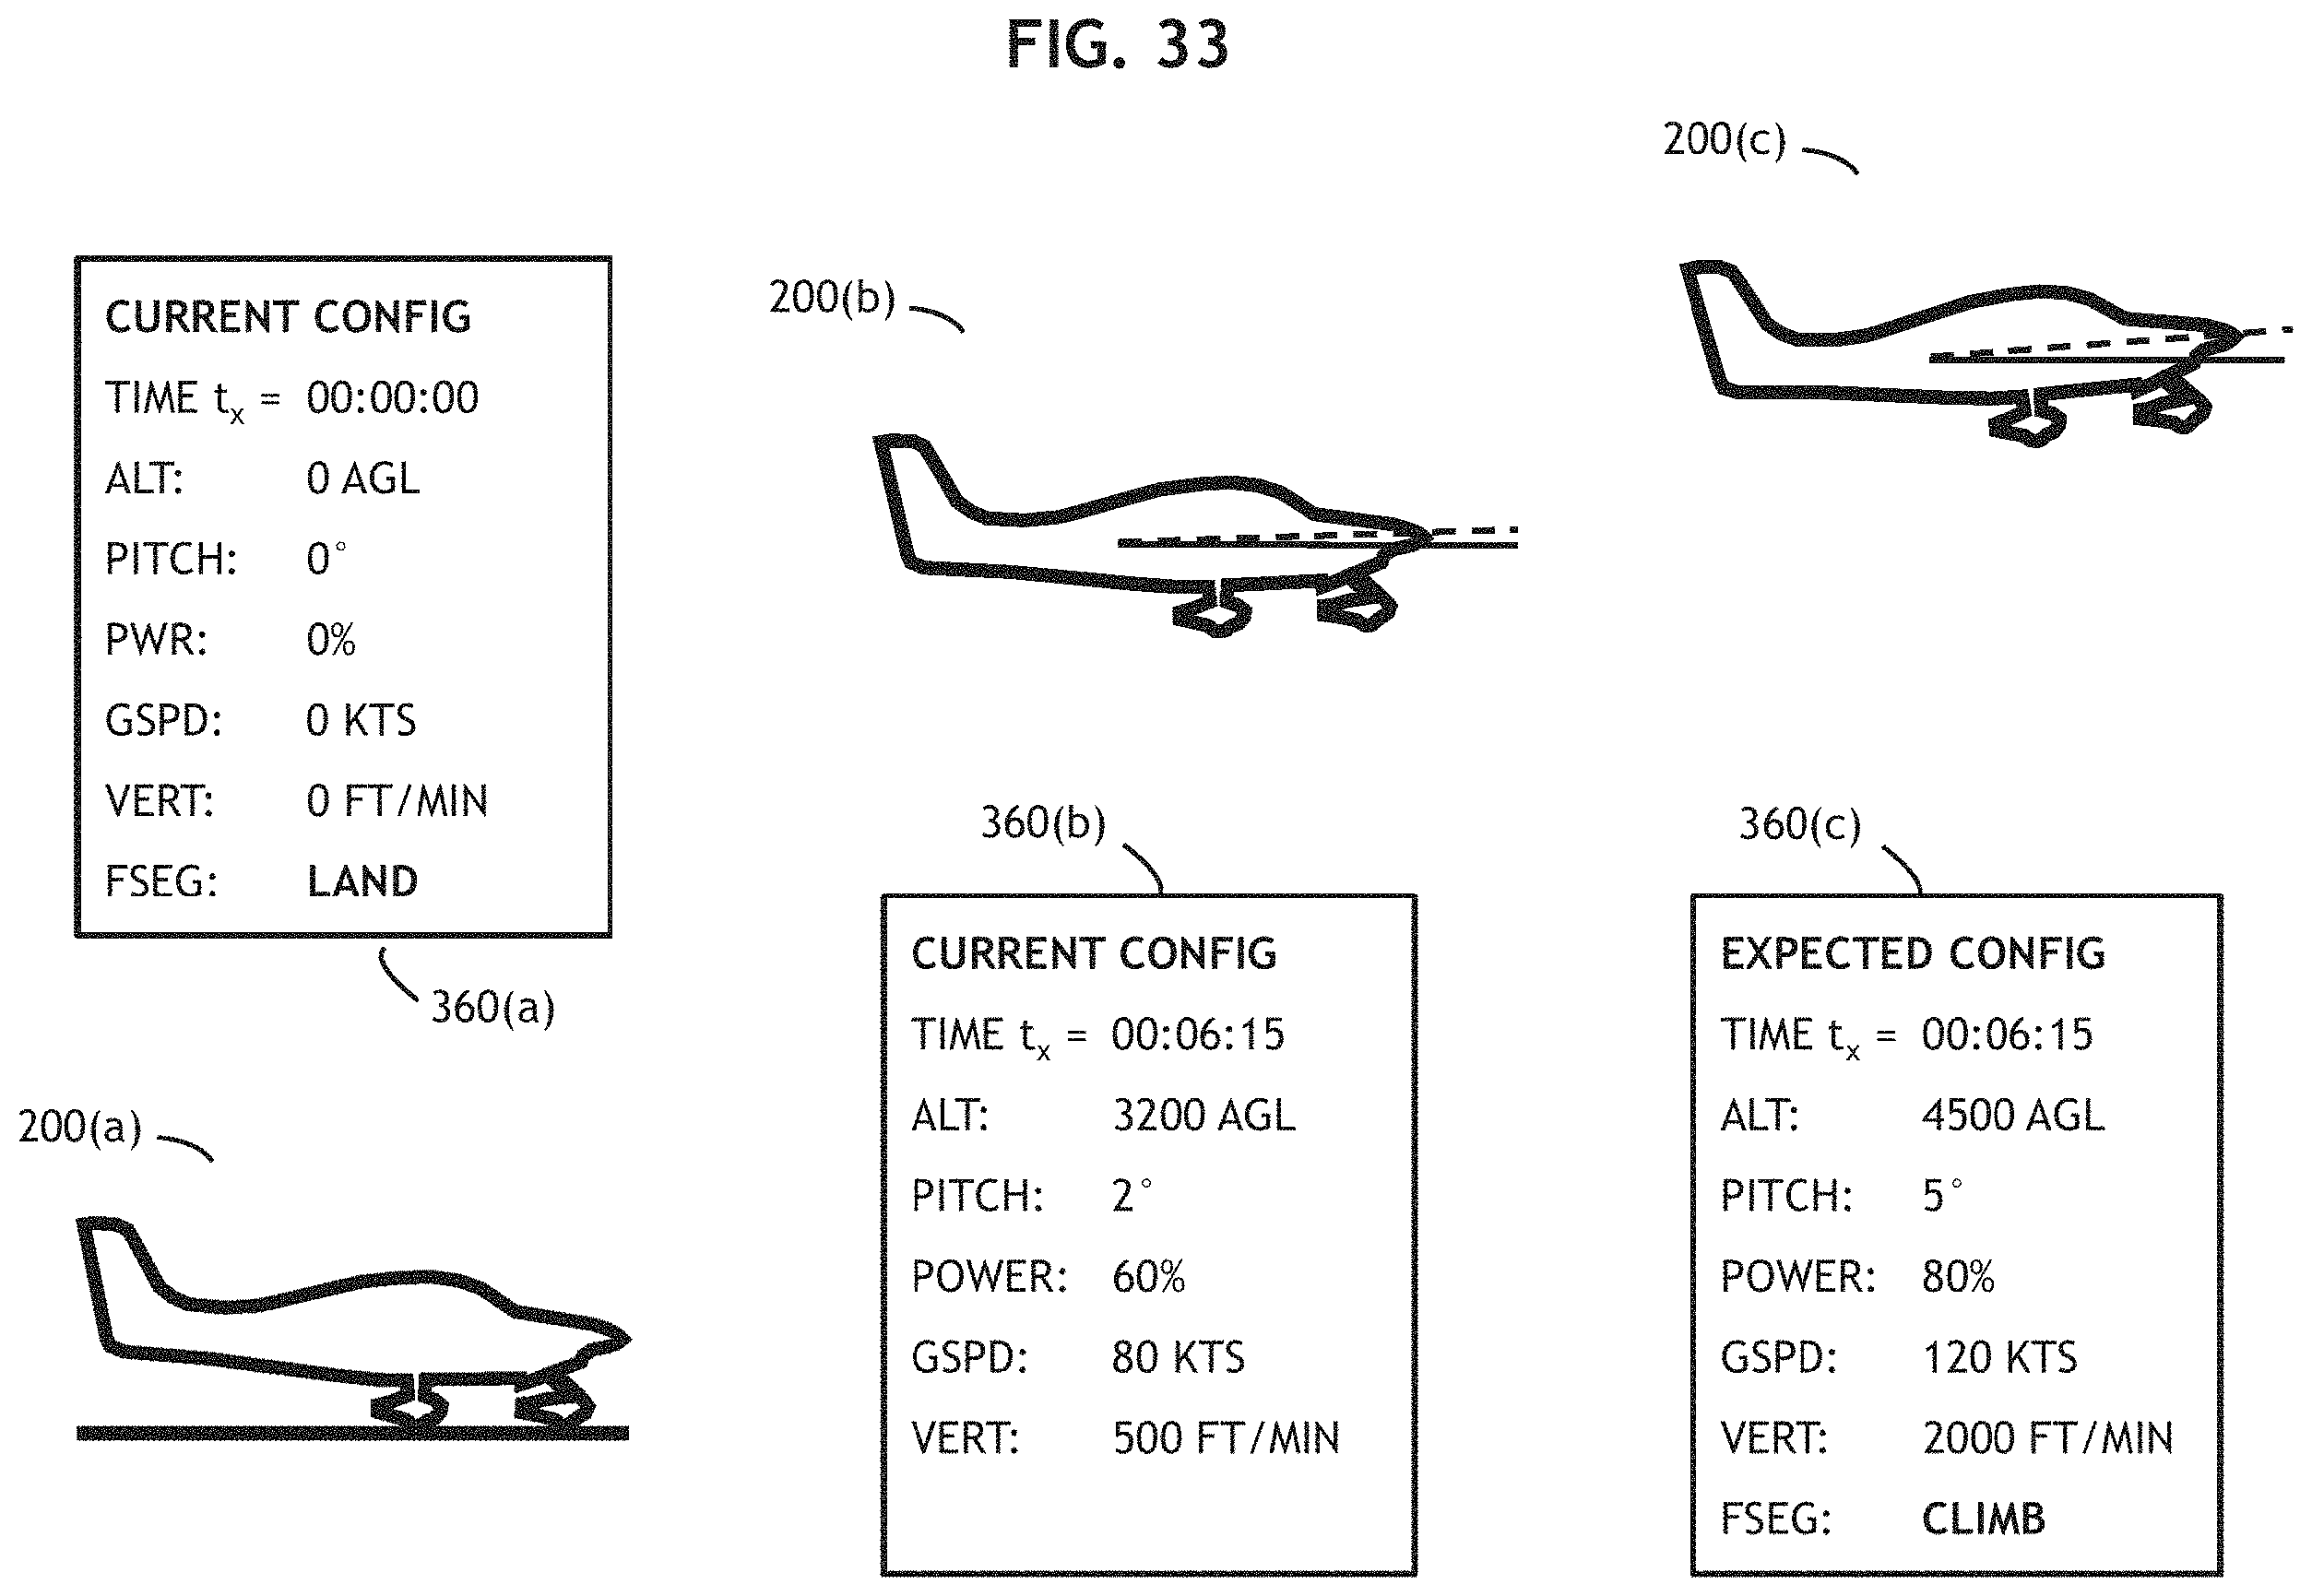 FIG. 33
200(c)
200(b)
CURRENT CONFIG
TIME tx = 00:00:00
ALT: 0 AGL
PITCH: 0°
PWR: 0%
GSPD: 0 KTS
VERT: 0 FT/MIN
FSEG: LAND
360(a)
200(a)
360(b)
CURRENT CONFIG
TIME tx = 00:06:15
ALT: 3200 AGL
PITCH: 2°
POWER: 60%
GSPD: 80 KTS
VERT: 500 FT/MIN
360(c)
EXPECTED CONFIG
TIME tx = 00:06:15
ALT: 4500 AGL
PITCH: 5°
POWER: 80%
GSPD: 120 KTS
VERT: 2000 FT/MIN
FSEG: CLIMB